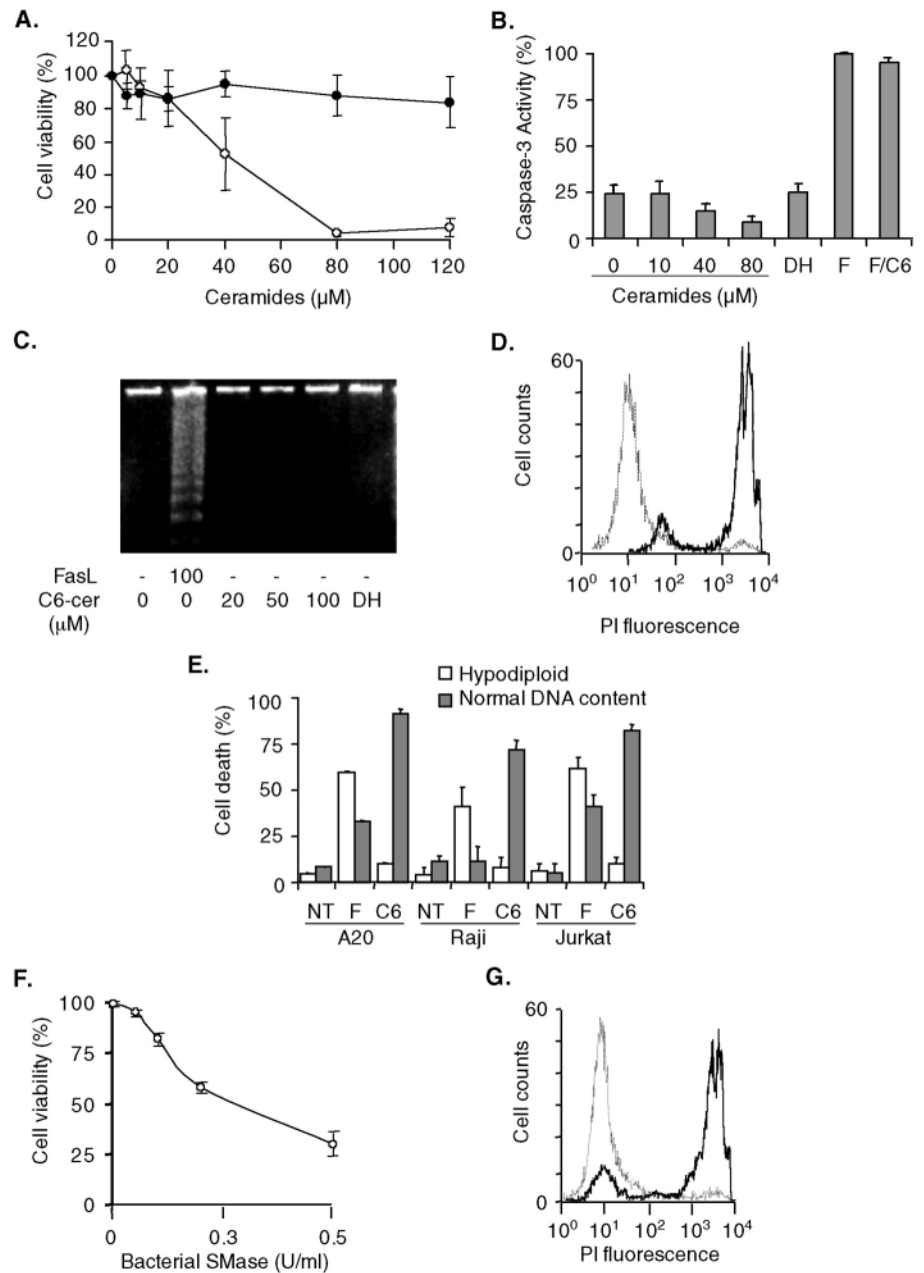 A.
Cell viability (%)
120
100
80
60
40
20
0
0 20 40 60 80 100 120
Ceramides (µM)
B.
Caspase-3 Activity (%)
100
75
50
25
0
0 10 40 80 DH F F/C6
Ceramides (µM)
C.
FasL - 100 - - - -
C6-cer 0 0 20 50 100 DH
(µM)
D.
Cell counts
60
0
10⁰ 10¹ 10² 10³ 10⁴
PI fluorescence
E.
Hypodiploid
Normal DNA content
Cell death (%)
100
75
50
25
0
NT F C6 NT F C6 NT F C6
A20 Raji Jurkat
F.
Cell viability (%)
100
75
50
25
0
0 0.3 0.5
Bacterial SMase (U/ml)
G.
Cell counts
60
0
10⁰ 10¹ 10² 10³ 10⁴
PI fluorescence